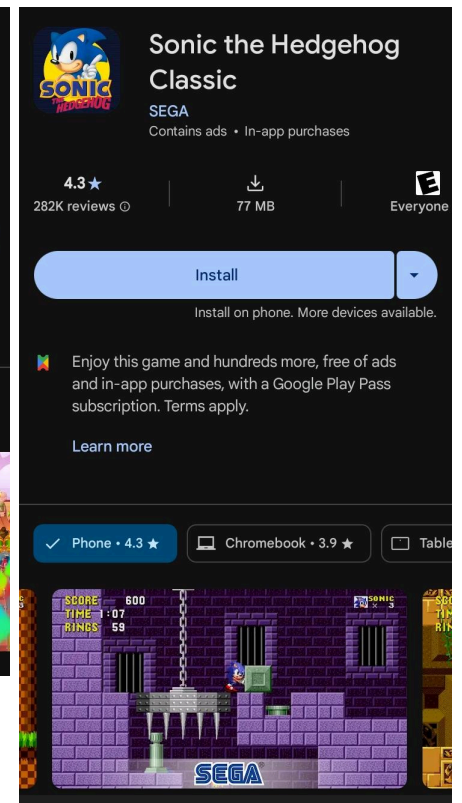 Sonic the Hedgehog
Classic
SEGA
Contains ads • In-app purchases
SONIC
THE
HEDGEHOG
4.3★
282K reviews
77 MB
E
Everyone
Install
Install on phone. More devices available.
Enjoy this game and hundreds more, free of ads
and in-app purchases, with a Google Play Pass
subscription. Terms apply.
Learn more
Phone • 4.3 ★
Chromebook • 3.9 ★
Table
SCORE 600
TIME 1:07
RINGS 59
SONIC
× 3
SEGA